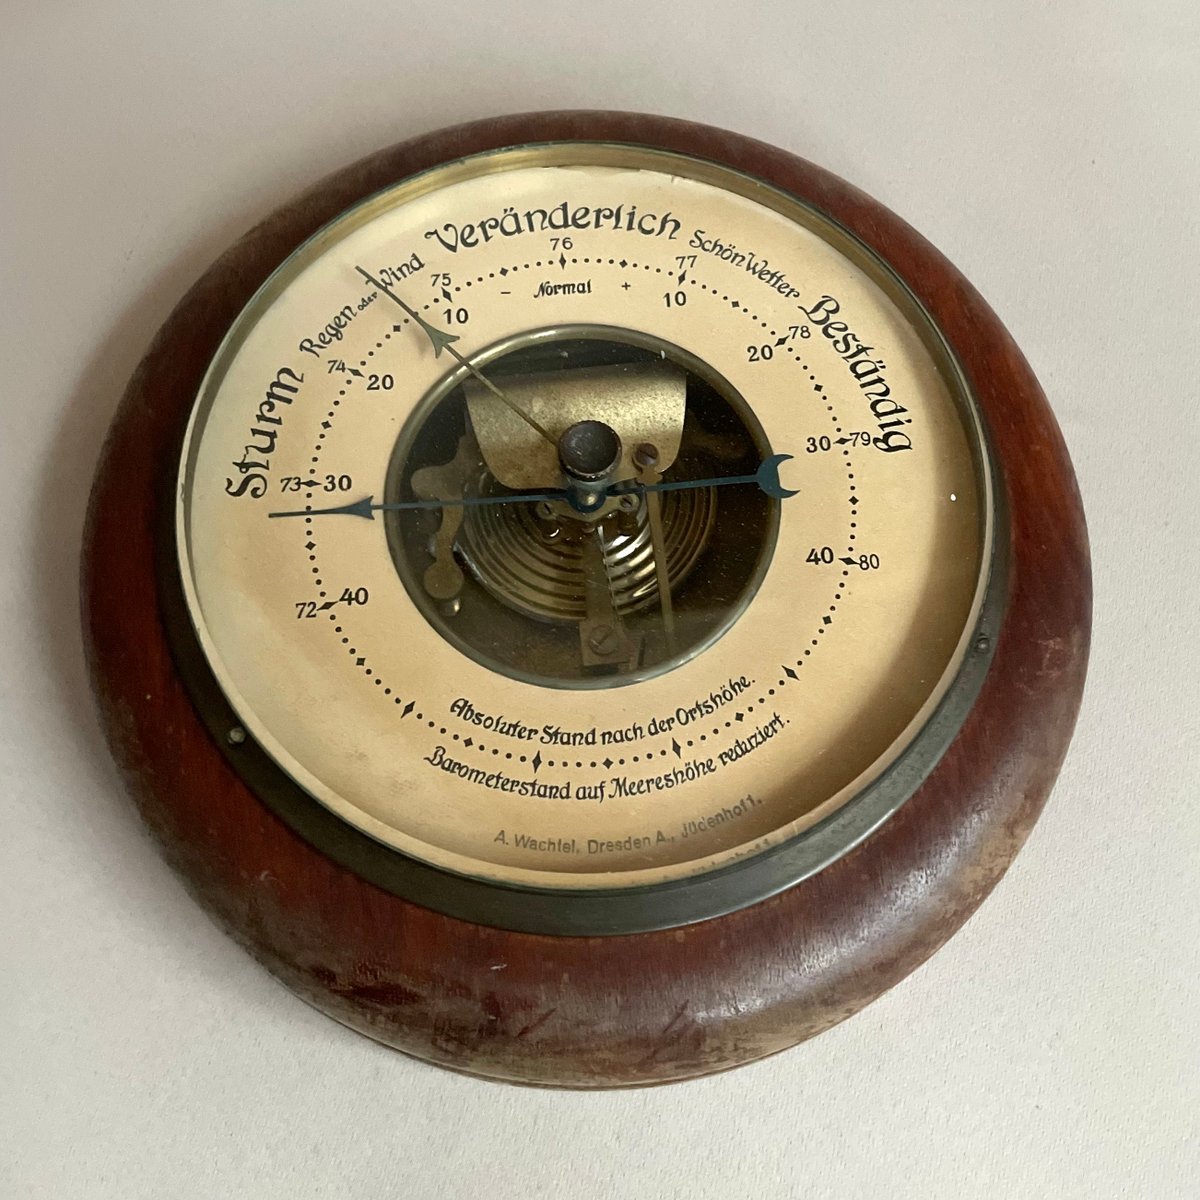 Sturm
Regen oder Wind
Veränderlich
Schön Wetter
Beständig
72 73 74 75 76 77 78 79 80
– Normal +
40 30 20 10 10 20 30 40
Absoluter Stand nach der Ortshöhe.
Barometerstand auf Meereshöhe reduziert.
A. Wachtel, Dresden A., Jüdenhof 1.